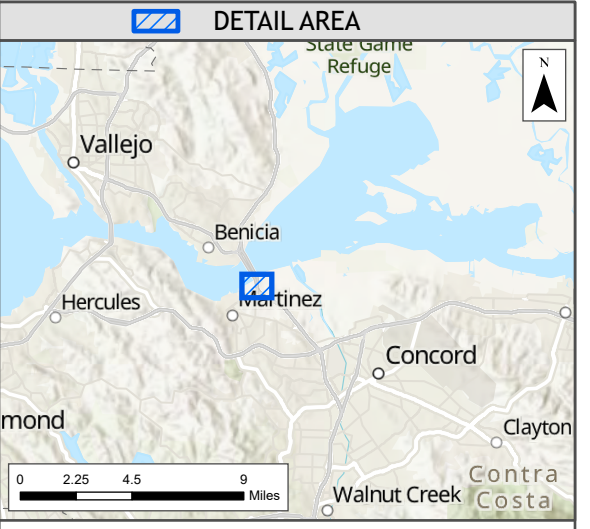 DETAIL AREA
State Game
Refuge
N
Vallejo
Benicia
Martinez
Hercules
Concord
mond
Clayton
Contra
Costa
Walnut Creek
0 2.25 4.5 9
Miles